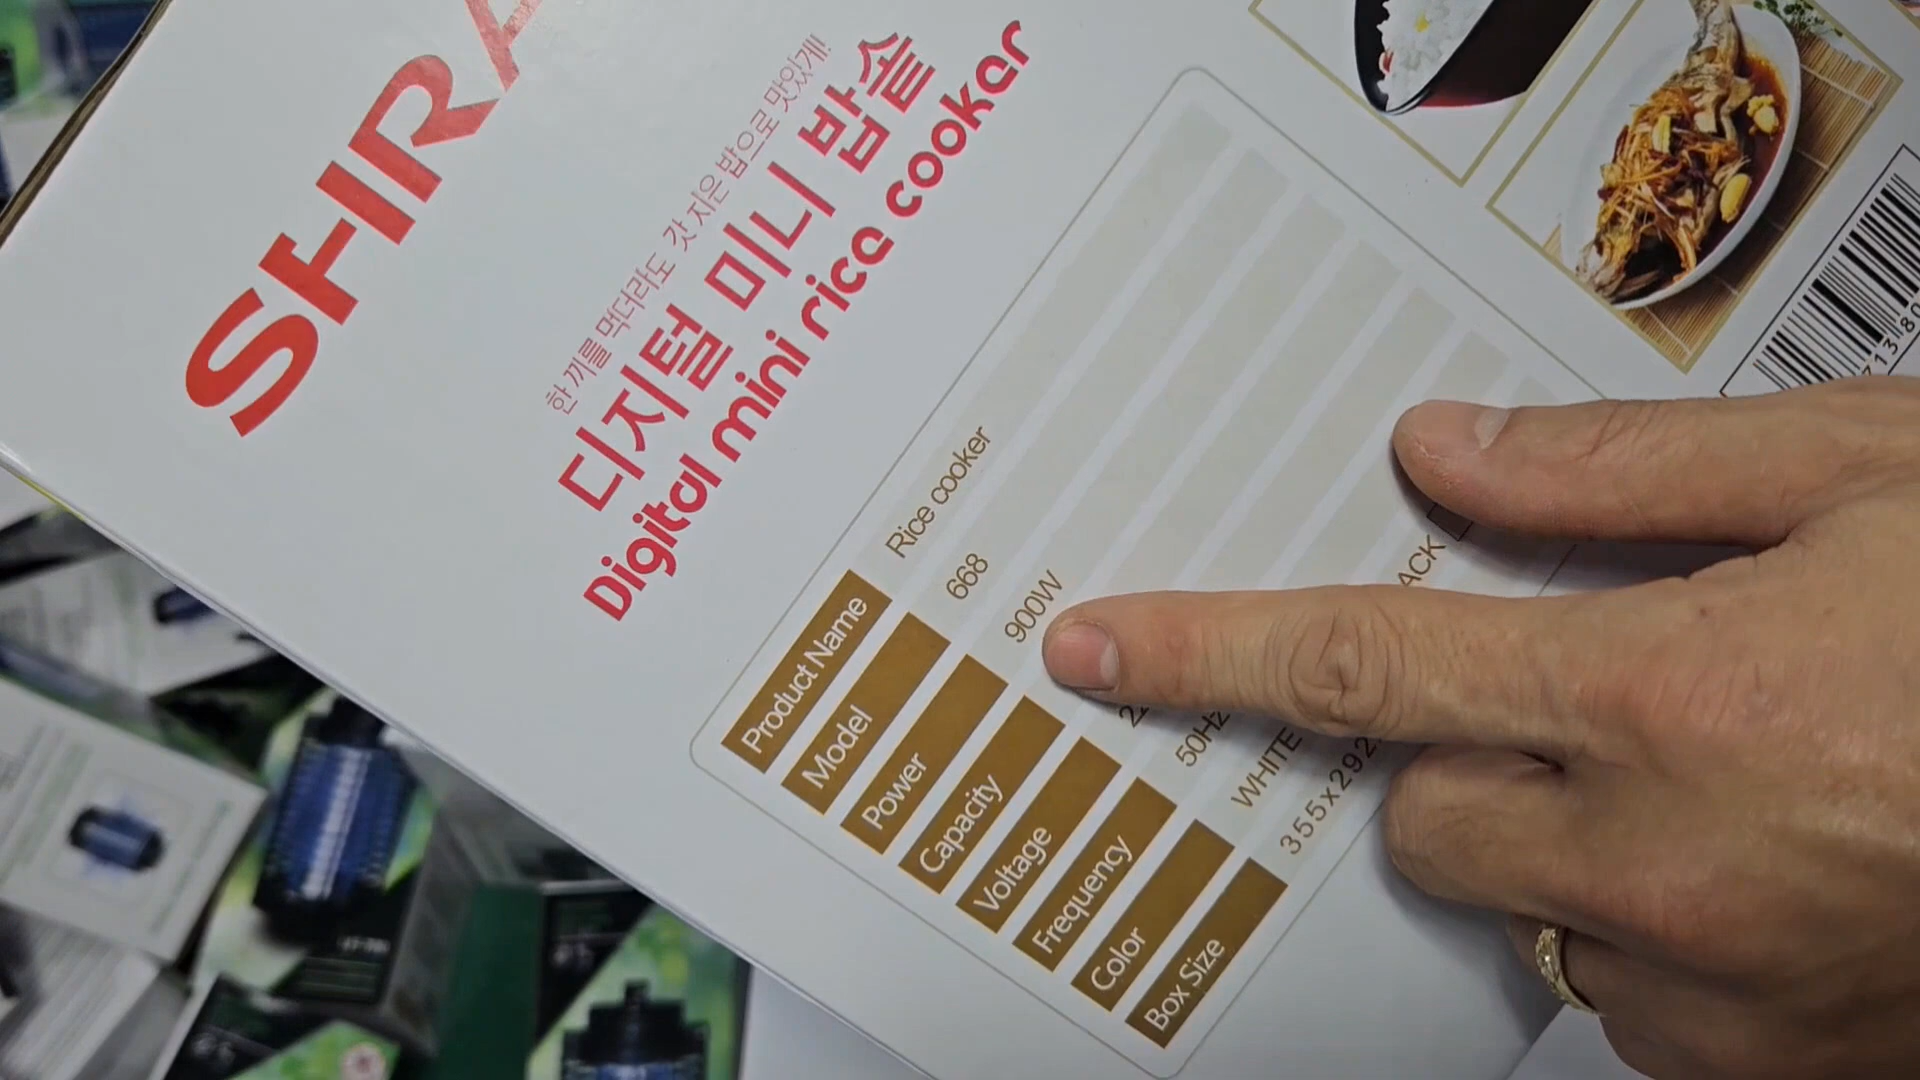 SHRA
한 끼를 먹더라도 갓 지은 밥으로 맛있게!
디지털 미니 밥솥
Digital mini rice cooker
Product Name Rice cooker
Model 668
Power 900W
Capacity
Voltage
Frequency 50Hz
Color WHITE
Box Size 355x292